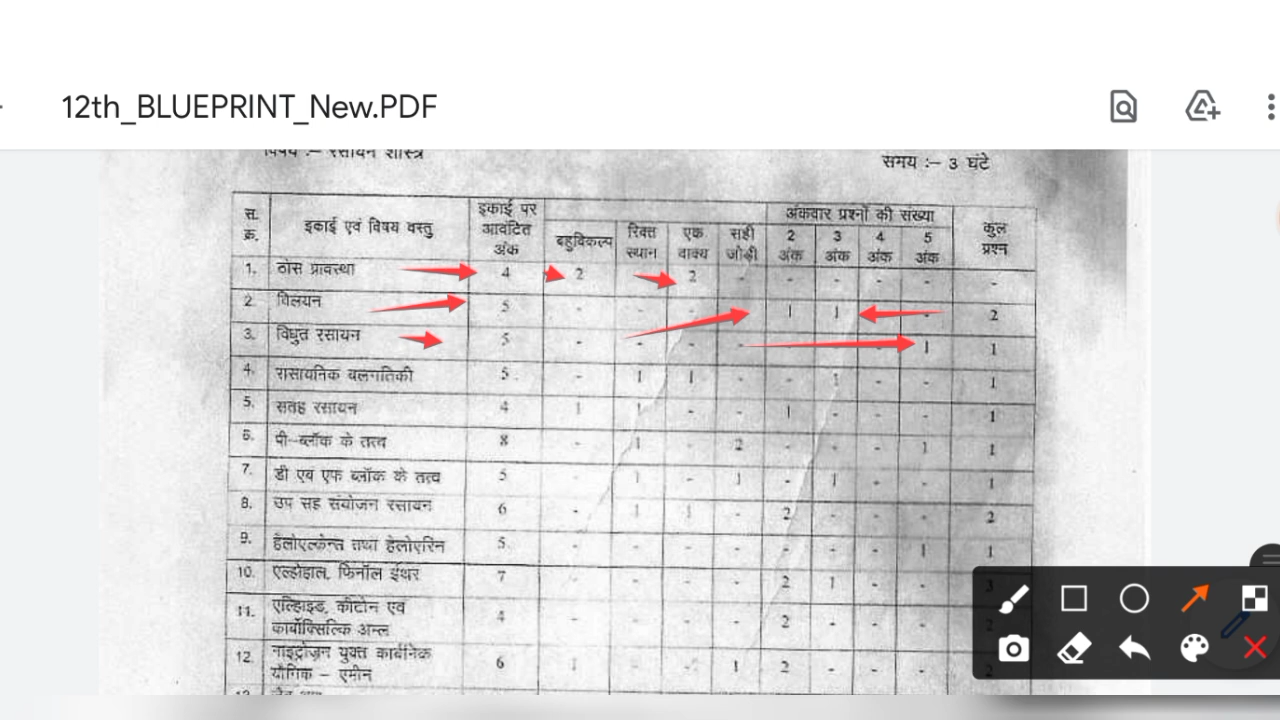 12th_BLUEPRINT_New.PDF
विषय :– रसायन शास्त्र
समय :– 3 घंटे
स. क्र. इकाई एवं विषय वस्तु इकाई पर आवंटित अंक बहुविकल्प रिक्त स्थान एक वाक्य सही जोड़ी अंकवार प्रश्नों की संख्या 2 अंक 3 अंक 4 अंक 5 अंक कुल प्रश्न
1. ठोस प्रावस्था 4 2 - 2 - - - - - -
2. विलयन 5 - - - 1 1 - 2
3. विधुत रसायन 5 - - - - - - - 1 1
4. रासायनिक बलगतिकी 5 - 1 1 - - 1 - - 1
5. सतह रसायन 4 1 1 - - 1 - - - 1
6. पी–ब्लॉक के तत्व 8 - 1 - 2 - - - 1 1
7. डी एवं एफ ब्लॉक के तत्व 5 - 1 - 1 - 1 - - 1
8. उप सह संयोजन रसायन 6 - 1 1 - 2 - - - 2
9. हैलोएल्केन्त तथा हेलोएरिन 5 - - - - - - - 1 1
10. एल्डोहाल, फिनॉल ईथर 7 - - - - 2 1 - - 3
11. एल्डिहाइड, कीटोन एवं
कार्बोक्सिल्कि अम्ल 4 - - - - 2 - - - 2
12. नाइट्रोजन युक्त कार्बनिक
यौगिक – एमीन 6 1 - 1 2 - - - 2